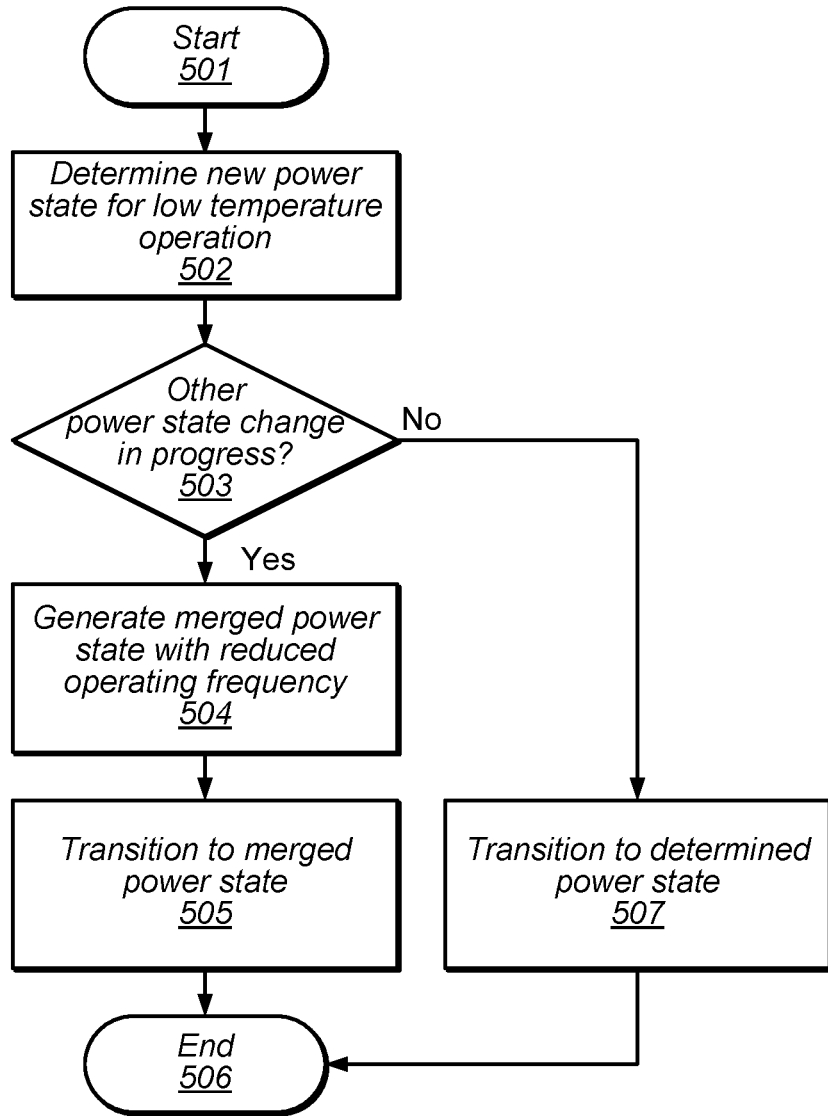 Start
501
Determine new power
state for low temperature
operation
502
Other
power state change
in progress?
503
No
Yes
Generate merged power
state with reduced
operating frequency
504
Transition to merged
power state
505
Transition to determined
power state
507
End
506